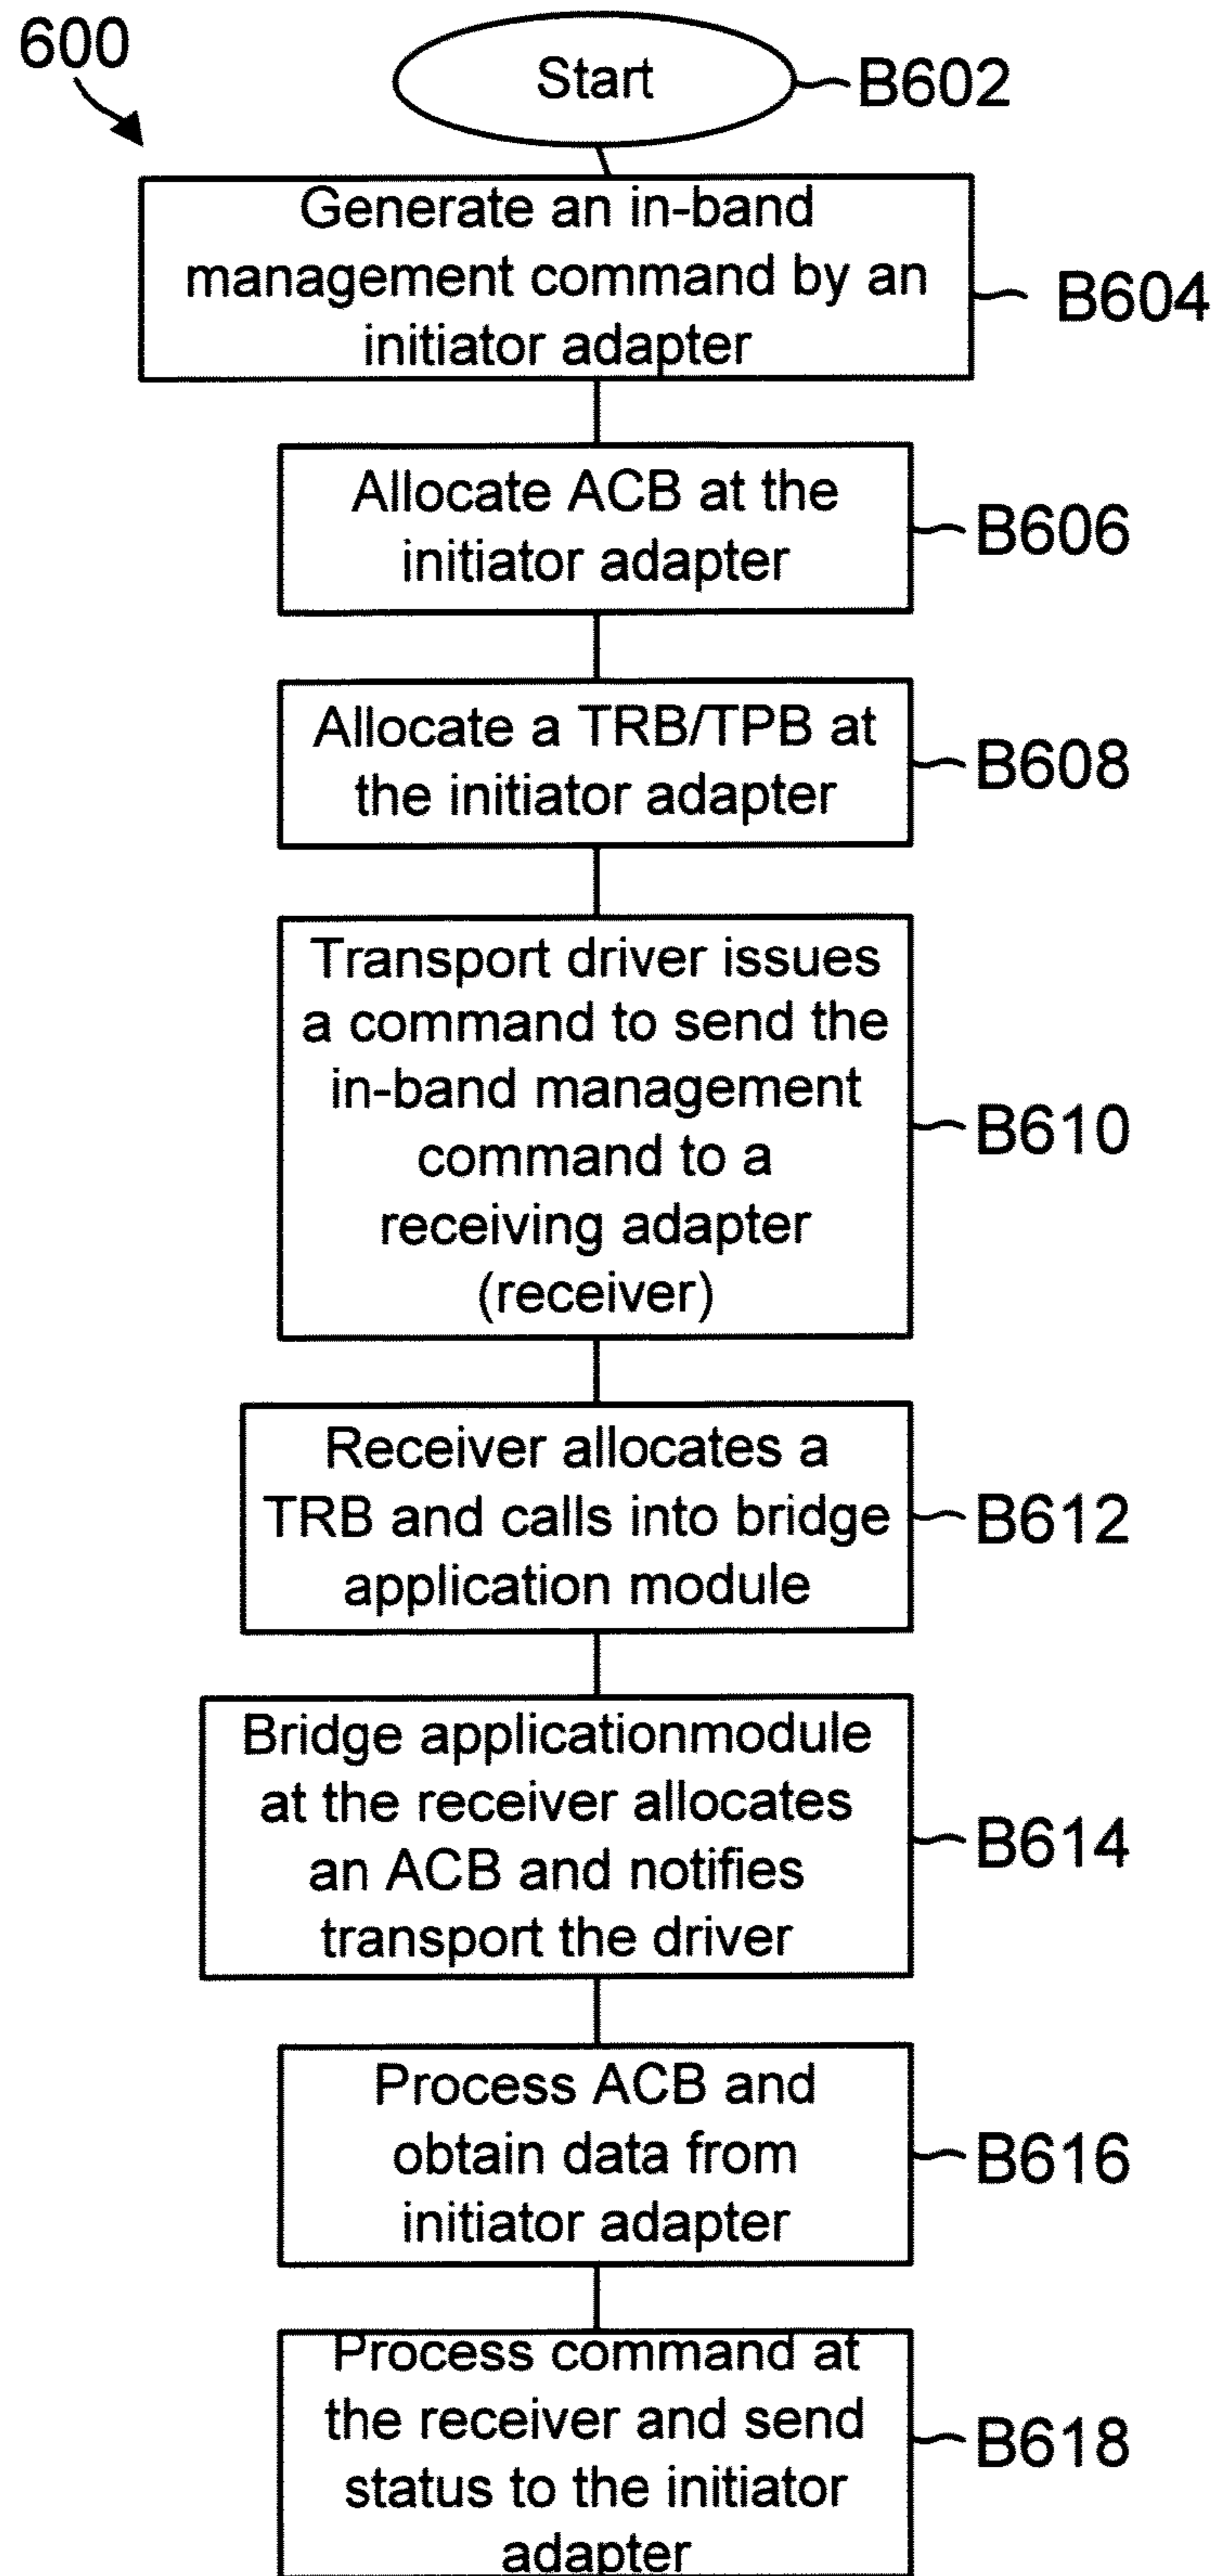 600
Start
B602
Generate an in-band
management command by an
initiator adapter
B604
Allocate ACB at the
initiator adapter
B606
Allocate a TRB/TPB at
the initiator adapter
B608
Transport driver issues
a command to send the
in-band management
command to a
receiving adapter
(receiver)
B610
Receiver allocates a
TRB and calls into bridge
application module
B612
Bridge applicationmodule
at the receiver allocates
an ACB and notifies
transport the driver
B614
Process ACB and
obtain data from
initiator adapter
B616
Process command at
the receiver and send
status to the initiator
adapter
B618